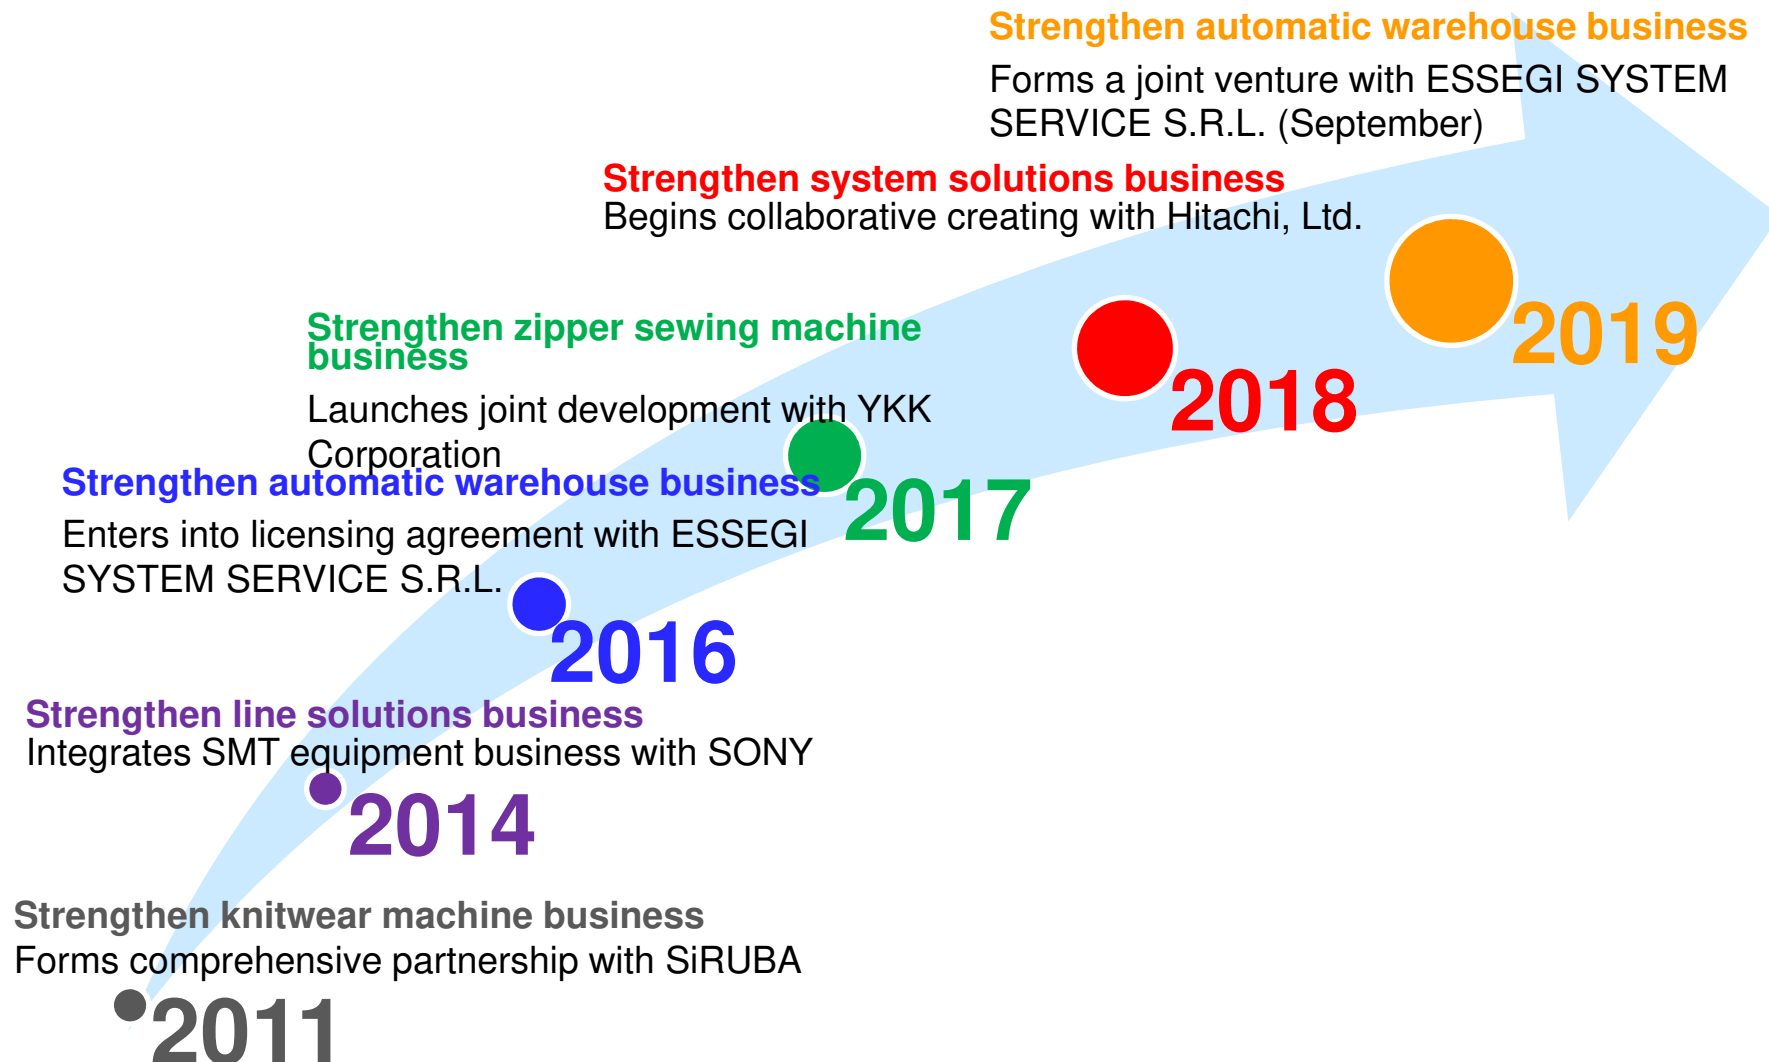 Strengthen automatic warehouse business
Forms a joint venture with ESSEGI SYSTEM
SERVICE S.R.L. (September)
2019
Strengthen system solutions business
Begins collaborative creating with Hitachi, Ltd.
2018
Strengthen zipper sewing machine
business
Launches joint development with YKK
Corporation
2017
Strengthen automatic warehouse business
Enters into licensing agreement with ESSEGI
SYSTEM SERVICE S.R.L.
2016
Strengthen line solutions business
Integrates SMT equipment business with SONY
2014
Strengthen knitwear machine business
Forms comprehensive partnership with SiRUBA
2011